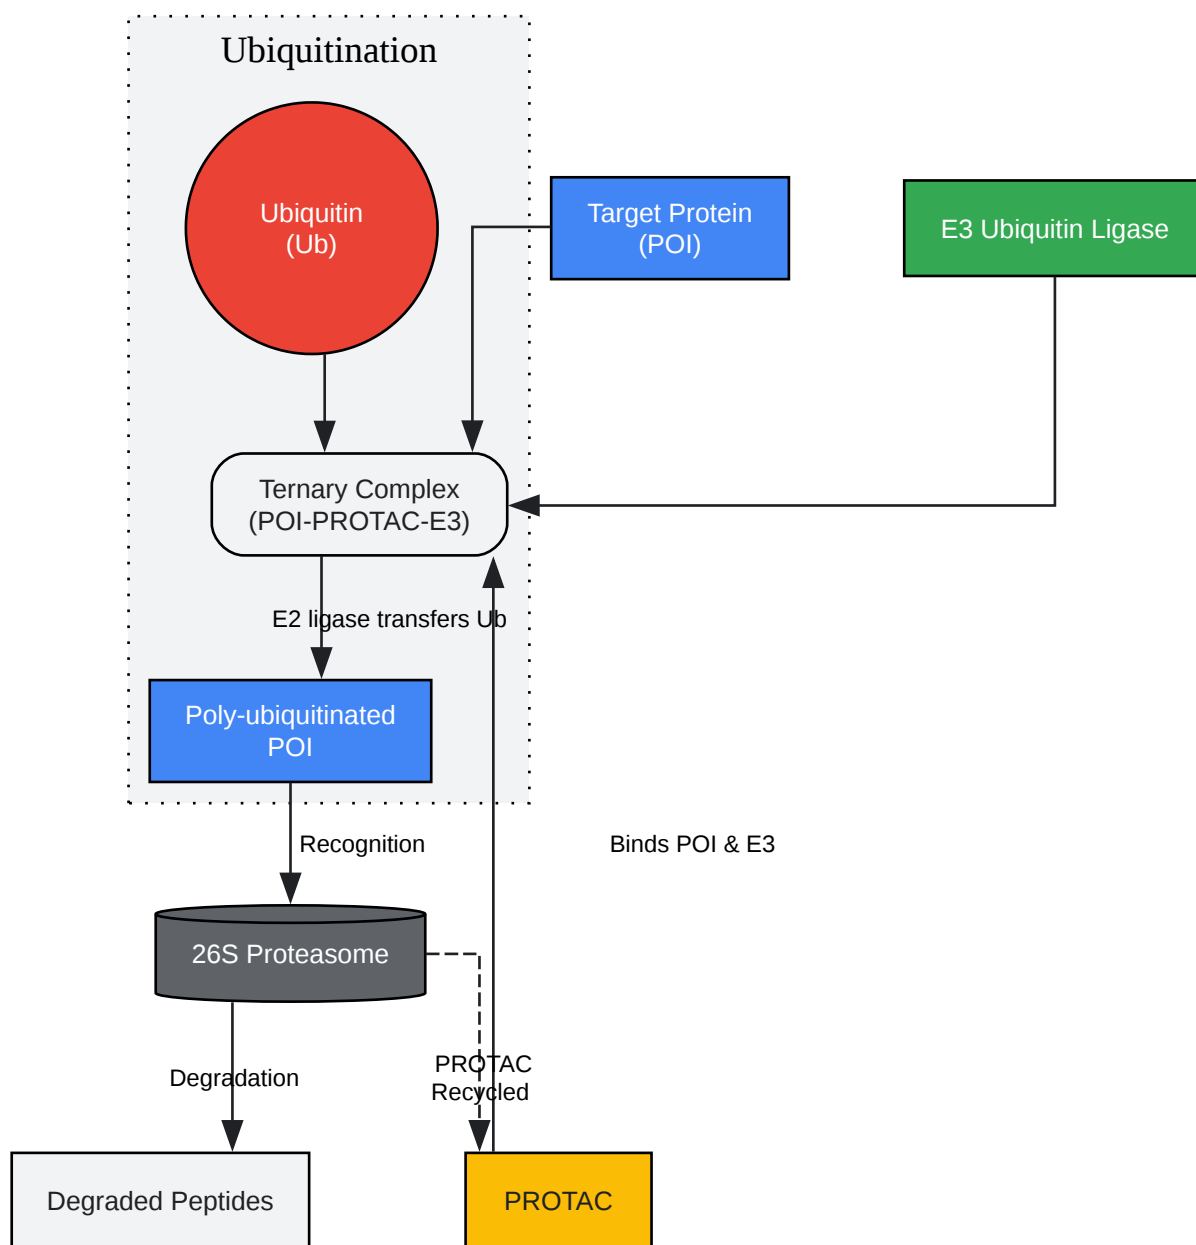 Ubiquitination
Ubiquitin
(Ub)
Target Protein
(POI)
E3 Ubiquitin Ligase
Ternary Complex
(POI-PROTAC-E3)
E2 ligase transfers Ub
Poly-ubiquitinated
POI
Recognition
Binds POI & E3
26S Proteasome
Degradation
PROTAC
Recycled
Degraded Peptides
PROTAC